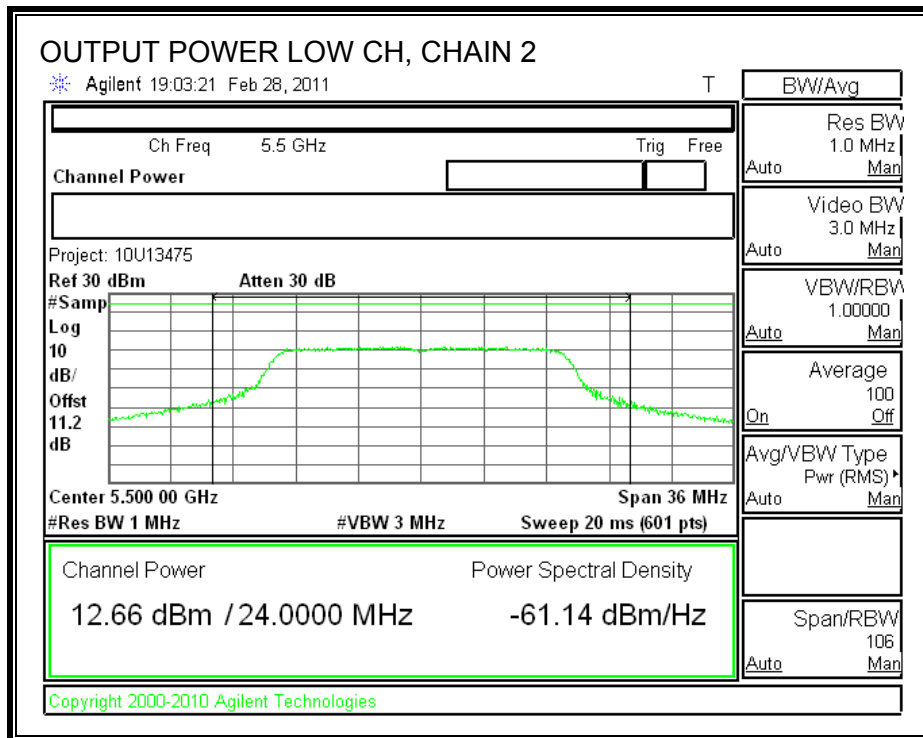 OUTPUT POWER LOW CH, CHAIN 2
Agilent 19:03:21 Feb 28, 2011 T
Ch Freq 5.5 GHz Trig Free
Channel Power
Project: 10U13475
Ref 30 dBm Atten 30 dB
#Samp
Log
10
dB/
Offst
11.2
dB
Center 5.500 00 GHz Span 36 MHz
#Res BW 1 MHz #VBW 3 MHz Sweep 20 ms (601 pts)
Channel Power Power Spectral Density
12.66 dBm / 24.0000 MHz -61.14 dBm/Hz
Copyright 2000-2010 Agilent Technologies
BW/Avg
Res BW
1.0 MHz
Auto Man
Video BW
3.0 MHz
Auto Man
VBW/RBW
1.00000
Auto Man
Average
100
On Off
Avg/VBW Type
Pwr (RMS)
Auto Man
Span/RBW
106
Auto Man